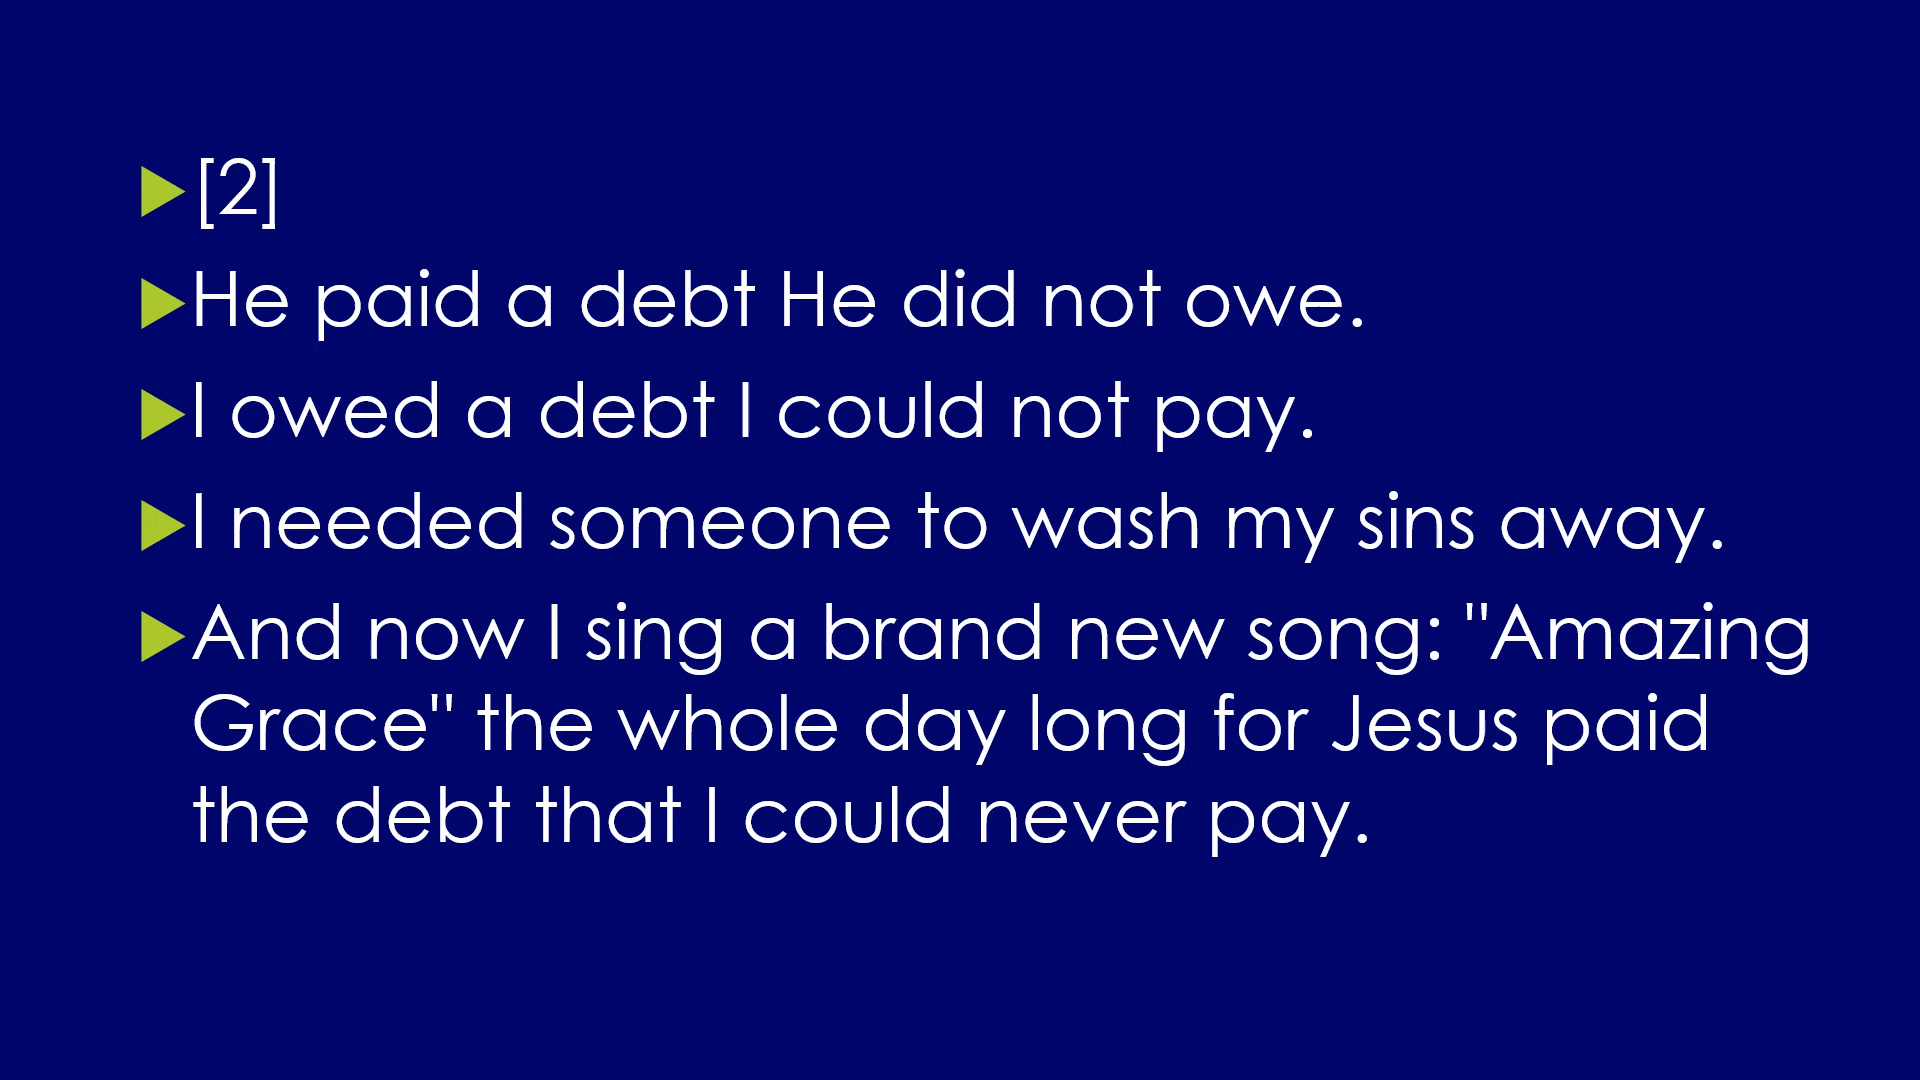 [2]
He paid a debt He did not owe.
I owed a debt I could not pay.
I needed someone to wash my sins away.
And now I sing a brand new song: "Amazing
Grace" the whole day long for Jesus paid
the debt that I could never pay.